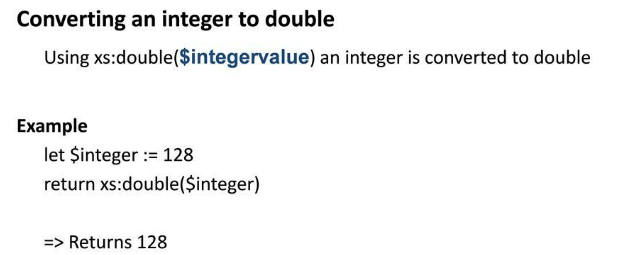 Converting an integer to double
Using xs:double($integervalue) an integer is converted to double
Example
let $integer := 128
return xs:double($integer)
=> Returns 128